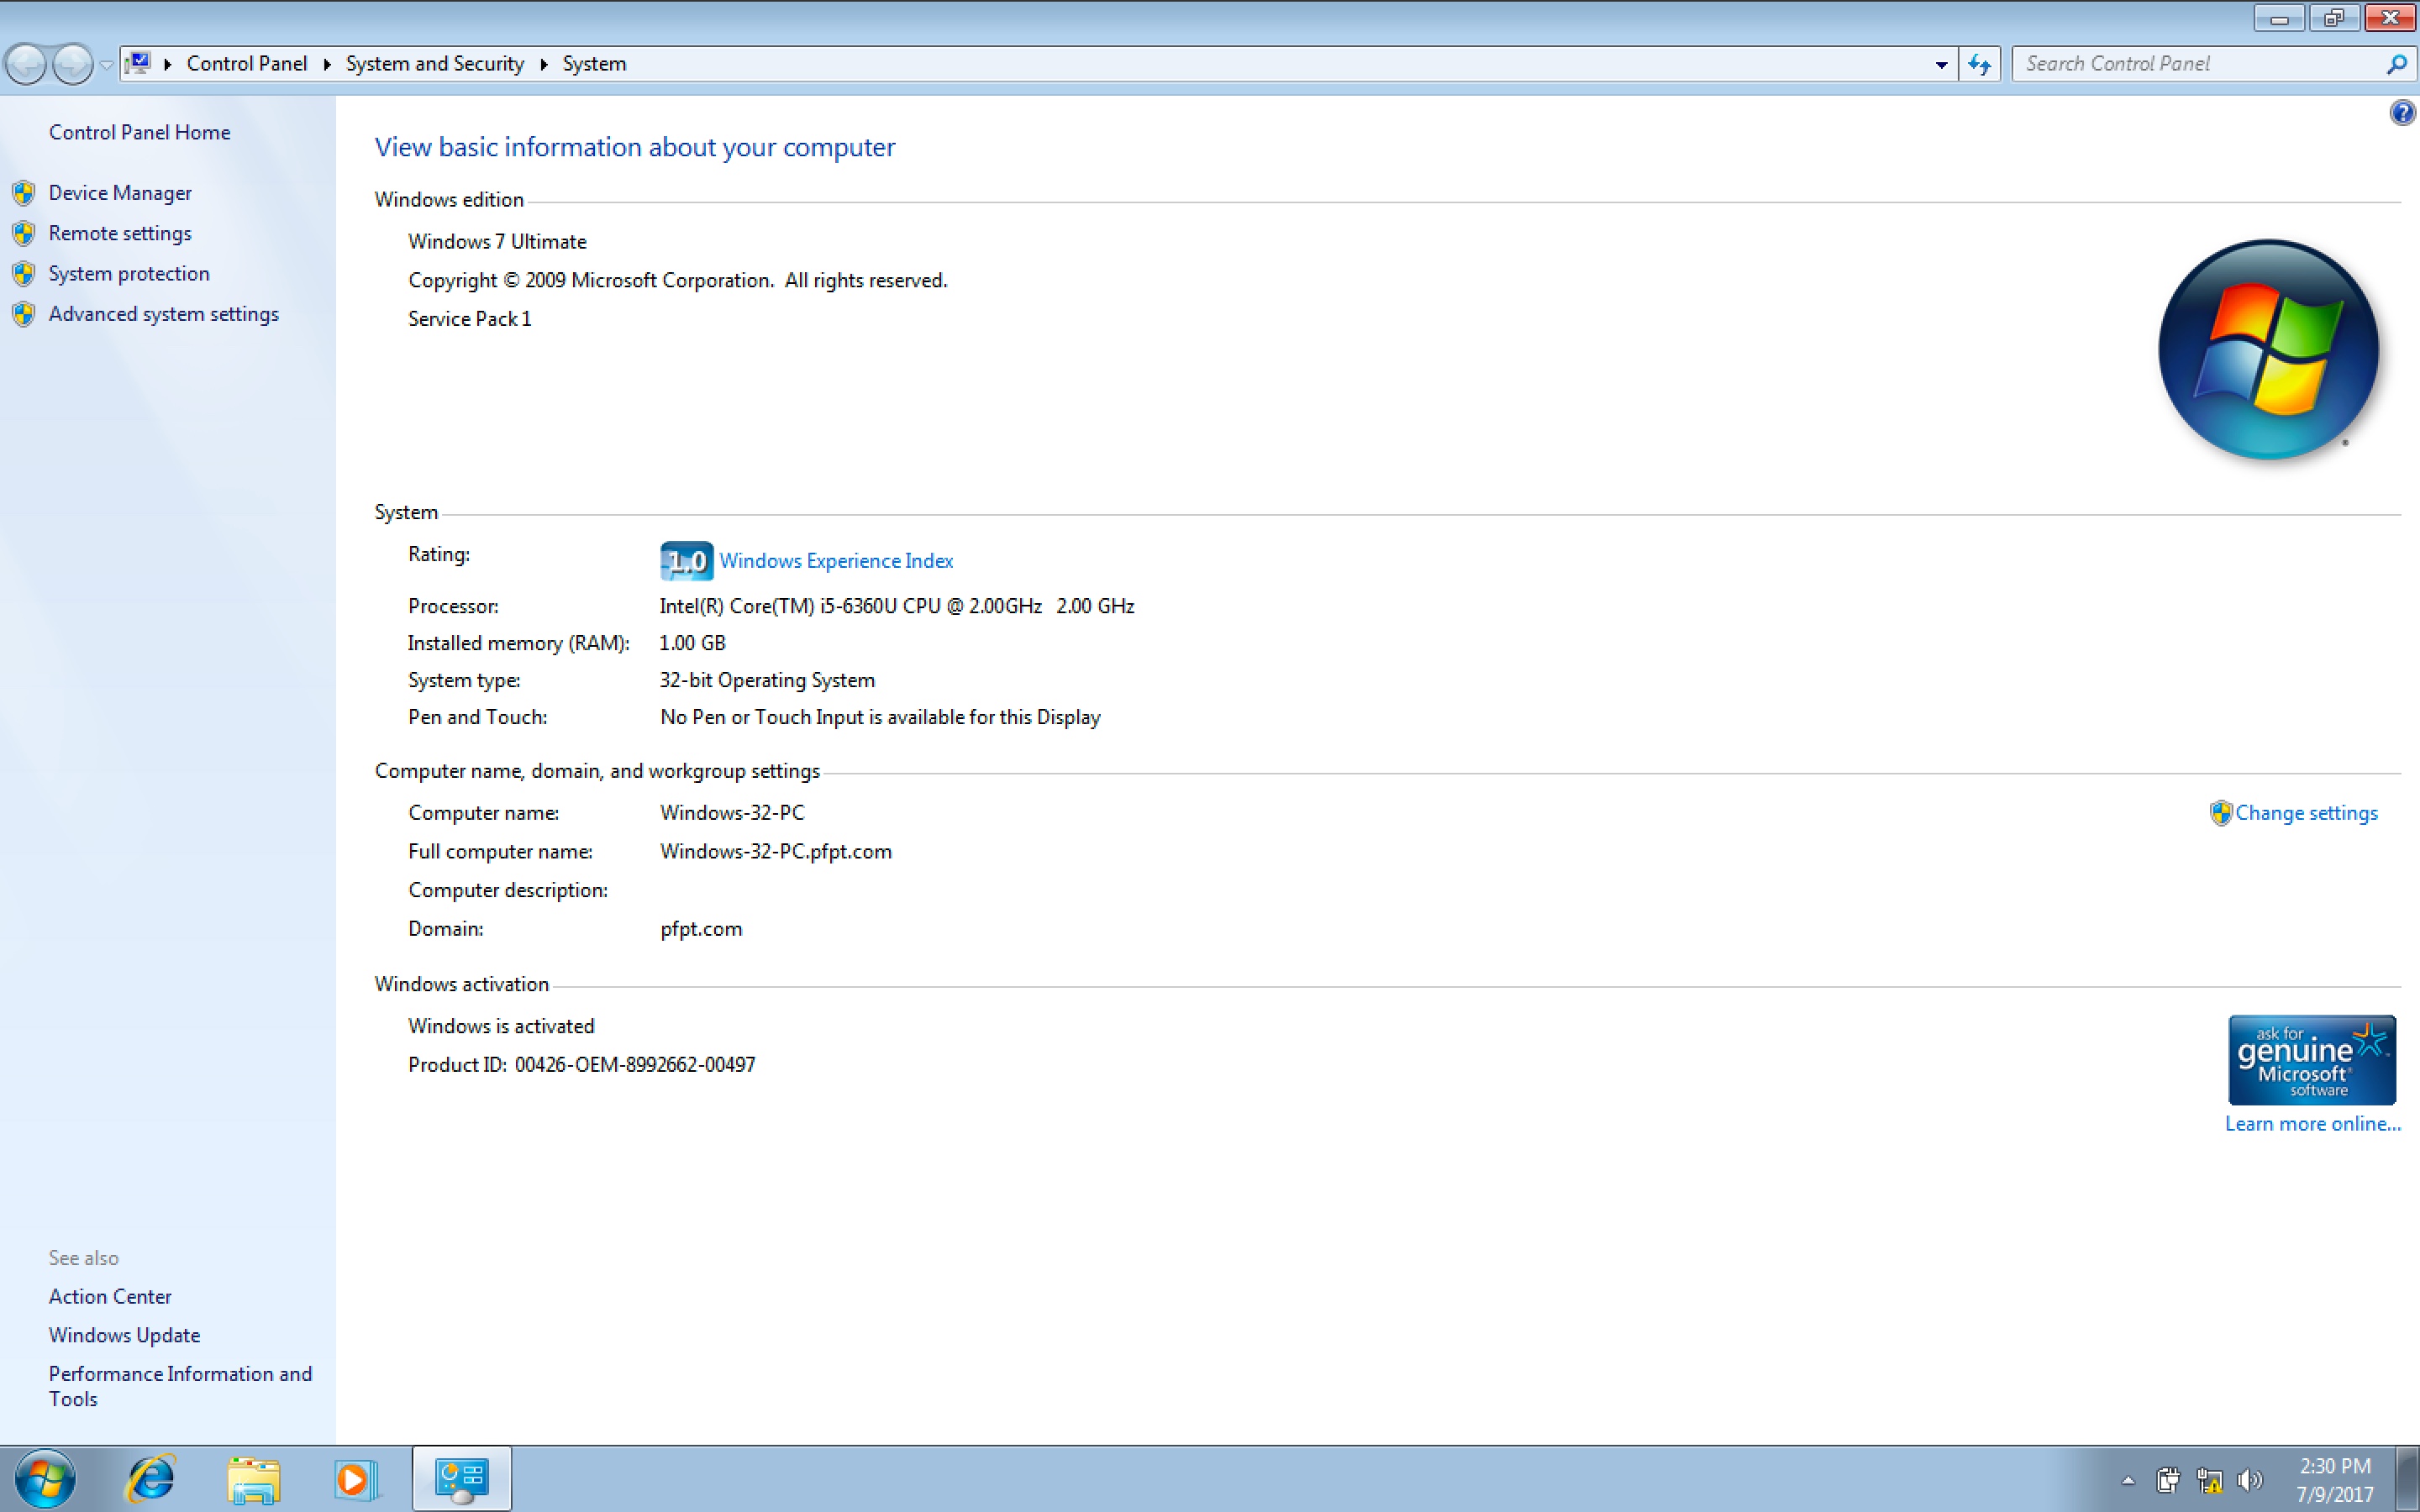 Control Panel ▸ System and Security ▸ System
Search Control Panel
Control Panel Home
Device Manager
Remote settings
System protection
Advanced system settings
See also
Action Center
Windows Update
Performance Information and
Tools
View basic information about your computer
Windows edition
Windows 7 Ultimate
Copyright © 2009 Microsoft Corporation.  All rights reserved.
Service Pack 1
System
Rating: 1.0 Windows Experience Index
Processor: Intel(R) Core(TM) i5-6360U CPU @ 2.00GHz   2.00 GHz
Installed memory (RAM): 1.00 GB
System type: 32-bit Operating System
Pen and Touch: No Pen or Touch Input is available for this Display
Computer name, domain, and workgroup settings
Computer name: Windows-32-PC
Change settings
Full computer name: Windows-32-PC.pfpt.com
Computer description:
Domain: pfpt.com
Windows activation
Windows is activated
Product ID: 00426-OEM-8992662-00497
ask for
genuine
Microsoft®
software
Learn more online...
2:30 PM
7/9/2017